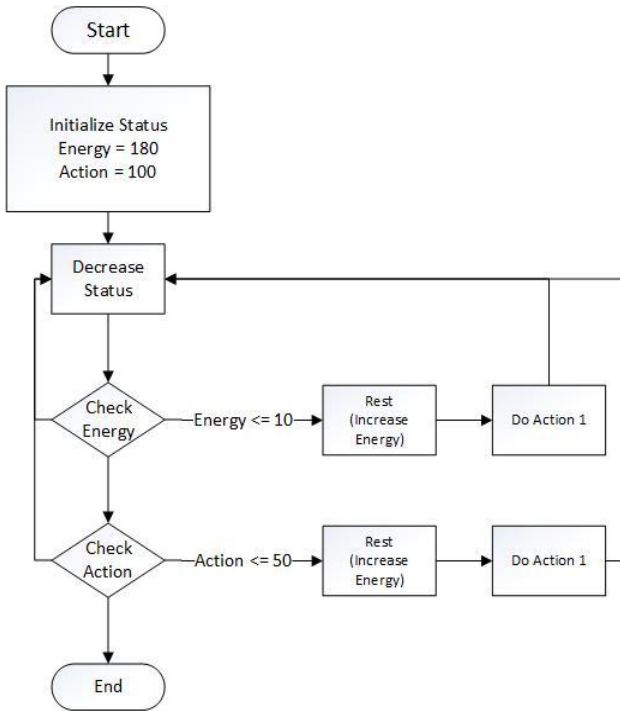 Start
Initialize Status
Energy = 180
Action = 100
Decrease
Status
Check
Energy
Energy <= 10
Rest
(Increase
Energy)
Do Action 1
Check
Action
Action <= 50
Rest
(Increase
Energy)
Do Action 1
End